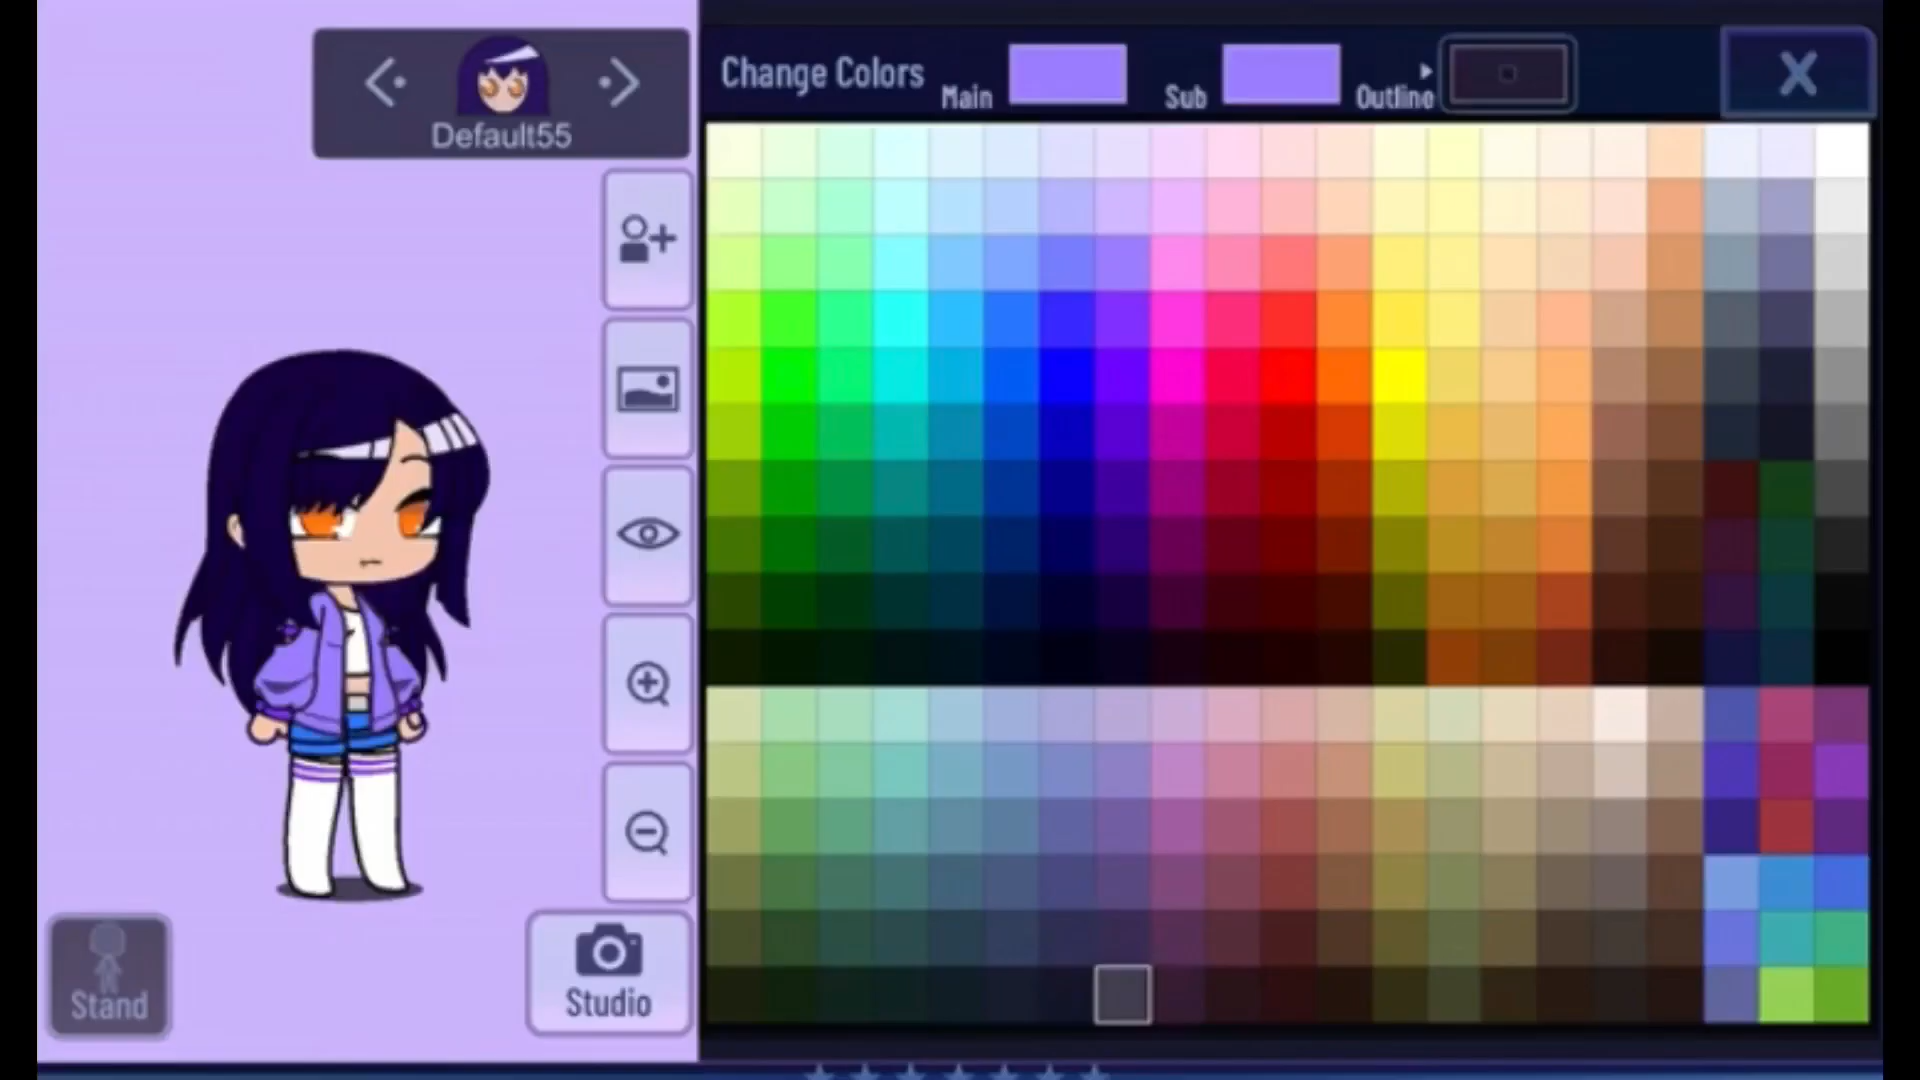 Default55
Change Colors
Main
Sub
Outline
X
Stand
Studio